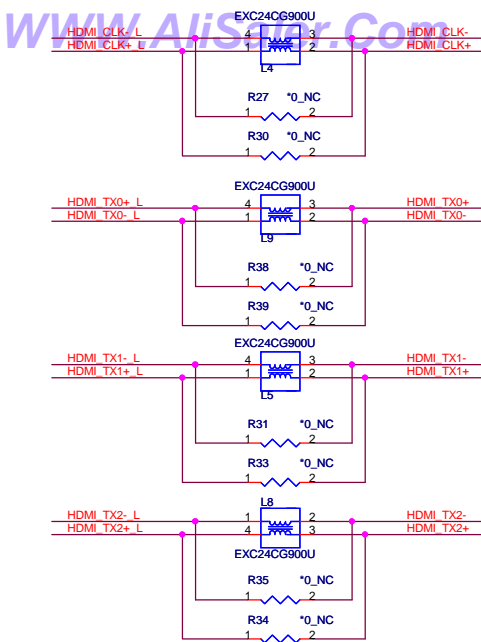 WWW.AliSaler.Com
EXC24CG900U
HDMI_CLK-_L 4 3 HDMI_CLK-
HDMI_CLK+_L 1 2 HDMI_CLK+
L4
R27 *0_NC
1 2
R30 *0_NC
1 2
EXC24CG900U
HDMI_TX0+_L 4 3 HDMI_TX0+
HDMI_TX0-_L 1 2 HDMI_TX0-
L9
R38 *0_NC
1 2
R39 *0_NC
1 2
EXC24CG900U
HDMI_TX1-_L 4 3 HDMI_TX1-
HDMI_TX1+_L 1 2 HDMI_TX1+
L5
R31 *0_NC
1 2
R33 *0_NC
1 2
L8
HDMI_TX2-_L 1 2 HDMI_TX2-
HDMI_TX2+_L 4 3 HDMI_TX2+
EXC24CG900U
R35 *0_NC
1 2
R34 *0_NC
1 2